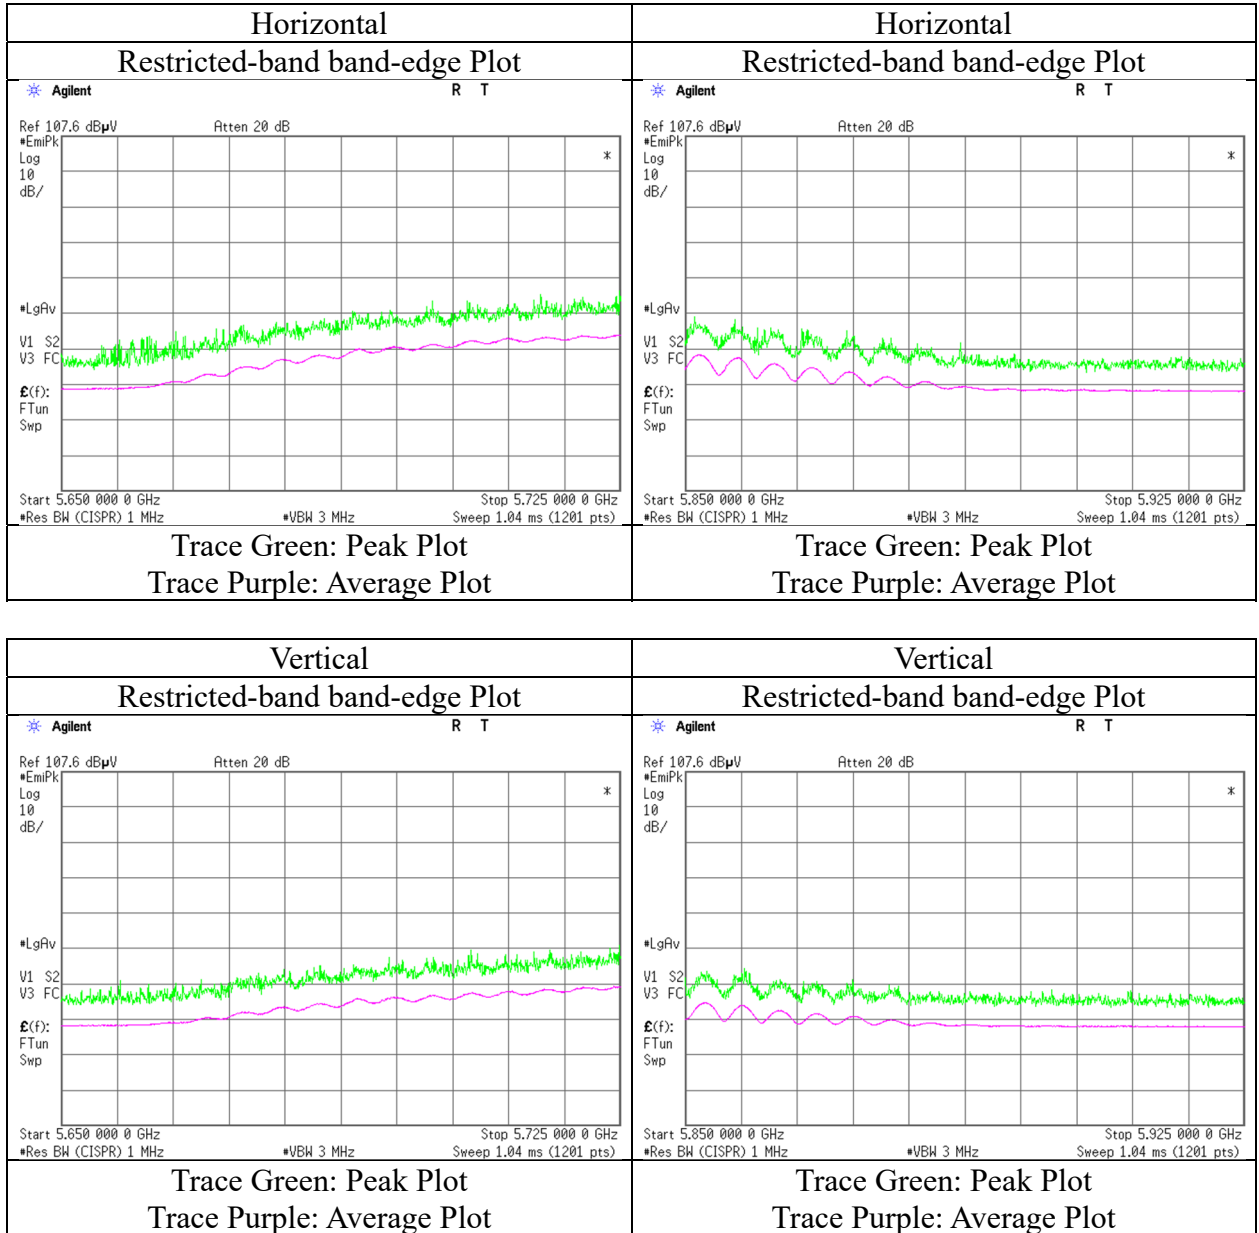 Horizontal
Horizontal
Restricted-band band-edge Plot
Restricted-band band-edge Plot
Agilent
R T
Ref 107.6 dBµV
Atten 20 dB
#EmiPk
Log
10
dB/
*
#LgAv
V1 S2
V3 FC
£(f):
FTun
Swp
Start 5.650 000 0 GHz
Stop 5.725 000 0 GHz
#Res BW (CISPR) 1 MHz
#VBW 3 MHz
Sweep 1.04 ms (1201 pts)
Agilent
R T
Ref 107.6 dBµV
Atten 20 dB
#EmiPk
Log
10
dB/
*
#LgAv
V1 S2
V3 FC
£(f):
FTun
Swp
Start 5.850 000 0 GHz
Stop 5.925 000 0 GHz
#Res BW (CISPR) 1 MHz
#VBW 3 MHz
Sweep 1.04 ms (1201 pts)
Trace Green: Peak Plot
Trace Purple: Average Plot
Trace Green: Peak Plot
Trace Purple: Average Plot
Vertical
Vertical
Restricted-band band-edge Plot
Restricted-band band-edge Plot
Agilent
R T
Ref 107.6 dBµV
Atten 20 dB
#EmiPk
Log
10
dB/
*
#LgAv
V1 S2
V3 FC
£(f):
FTun
Swp
Start 5.650 000 0 GHz
Stop 5.725 000 0 GHz
#Res BW (CISPR) 1 MHz
#VBW 3 MHz
Sweep 1.04 ms (1201 pts)
Agilent
R T
Ref 107.6 dBµV
Atten 20 dB
#EmiPk
Log
10
dB/
*
#LgAv
V1 S2
V3 FC
£(f):
FTun
Swp
Start 5.850 000 0 GHz
Stop 5.925 000 0 GHz
#Res BW (CISPR) 1 MHz
#VBW 3 MHz
Sweep 1.04 ms (1201 pts)
Trace Green: Peak Plot
Trace Purple: Average Plot
Trace Green: Peak Plot
Trace Purple: Average Plot